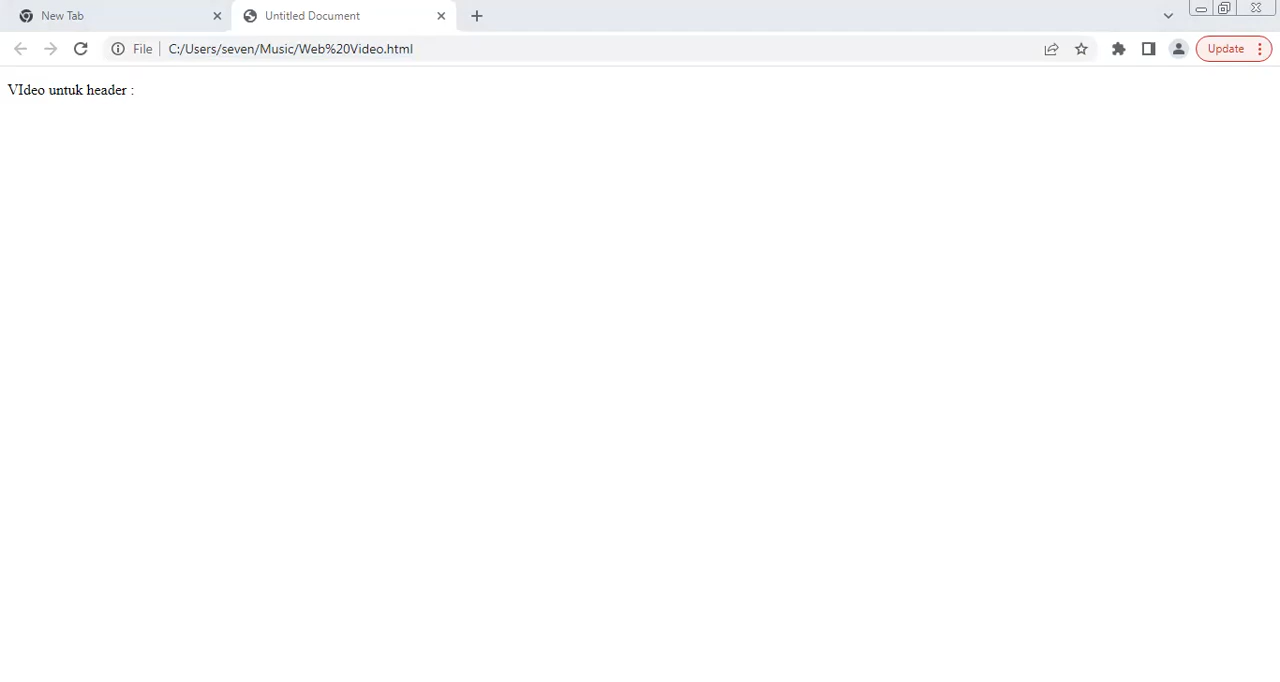 New Tab
Untitled Document
File
C:/Users/seven/Music/Web%20Video.html
Update
VIdeo untuk header :